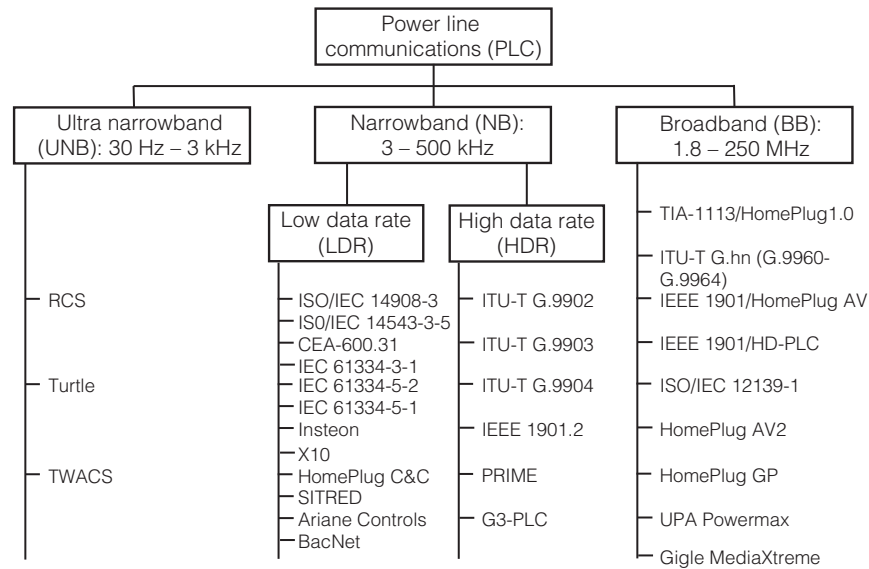 Power line
communications (PLC)
Ultra narrowband
(UNB): 30 Hz – 3 kHz
Narrowband (NB):
3 – 500 kHz
Broadband (BB):
1.8 – 250 MHz
Low data rate
(LDR)
High data rate
(HDR)
RCS
Turtle
TWACS
ISO/IEC 14908-3
IS0/IEC 14543-3-5
CEA-600.31
IEC 61334-3-1
IEC 61334-5-2
IEC 61334-5-1
Insteon
X10
HomePlug C&C
SITRED
Ariane Controls
BacNet
ITU-T G.9902
ITU-T G.9903
ITU-T G.9904
IEEE 1901.2
PRIME
G3-PLC
TIA-1113/HomePlug1.0
ITU-T G.hn (G.9960-
G.9964)
IEEE 1901/HomePlug AV
IEEE 1901/HD-PLC
ISO/IEC 12139-1
HomePlug AV2
HomePlug GP
UPA Powermax
Gigle MediaXtreme